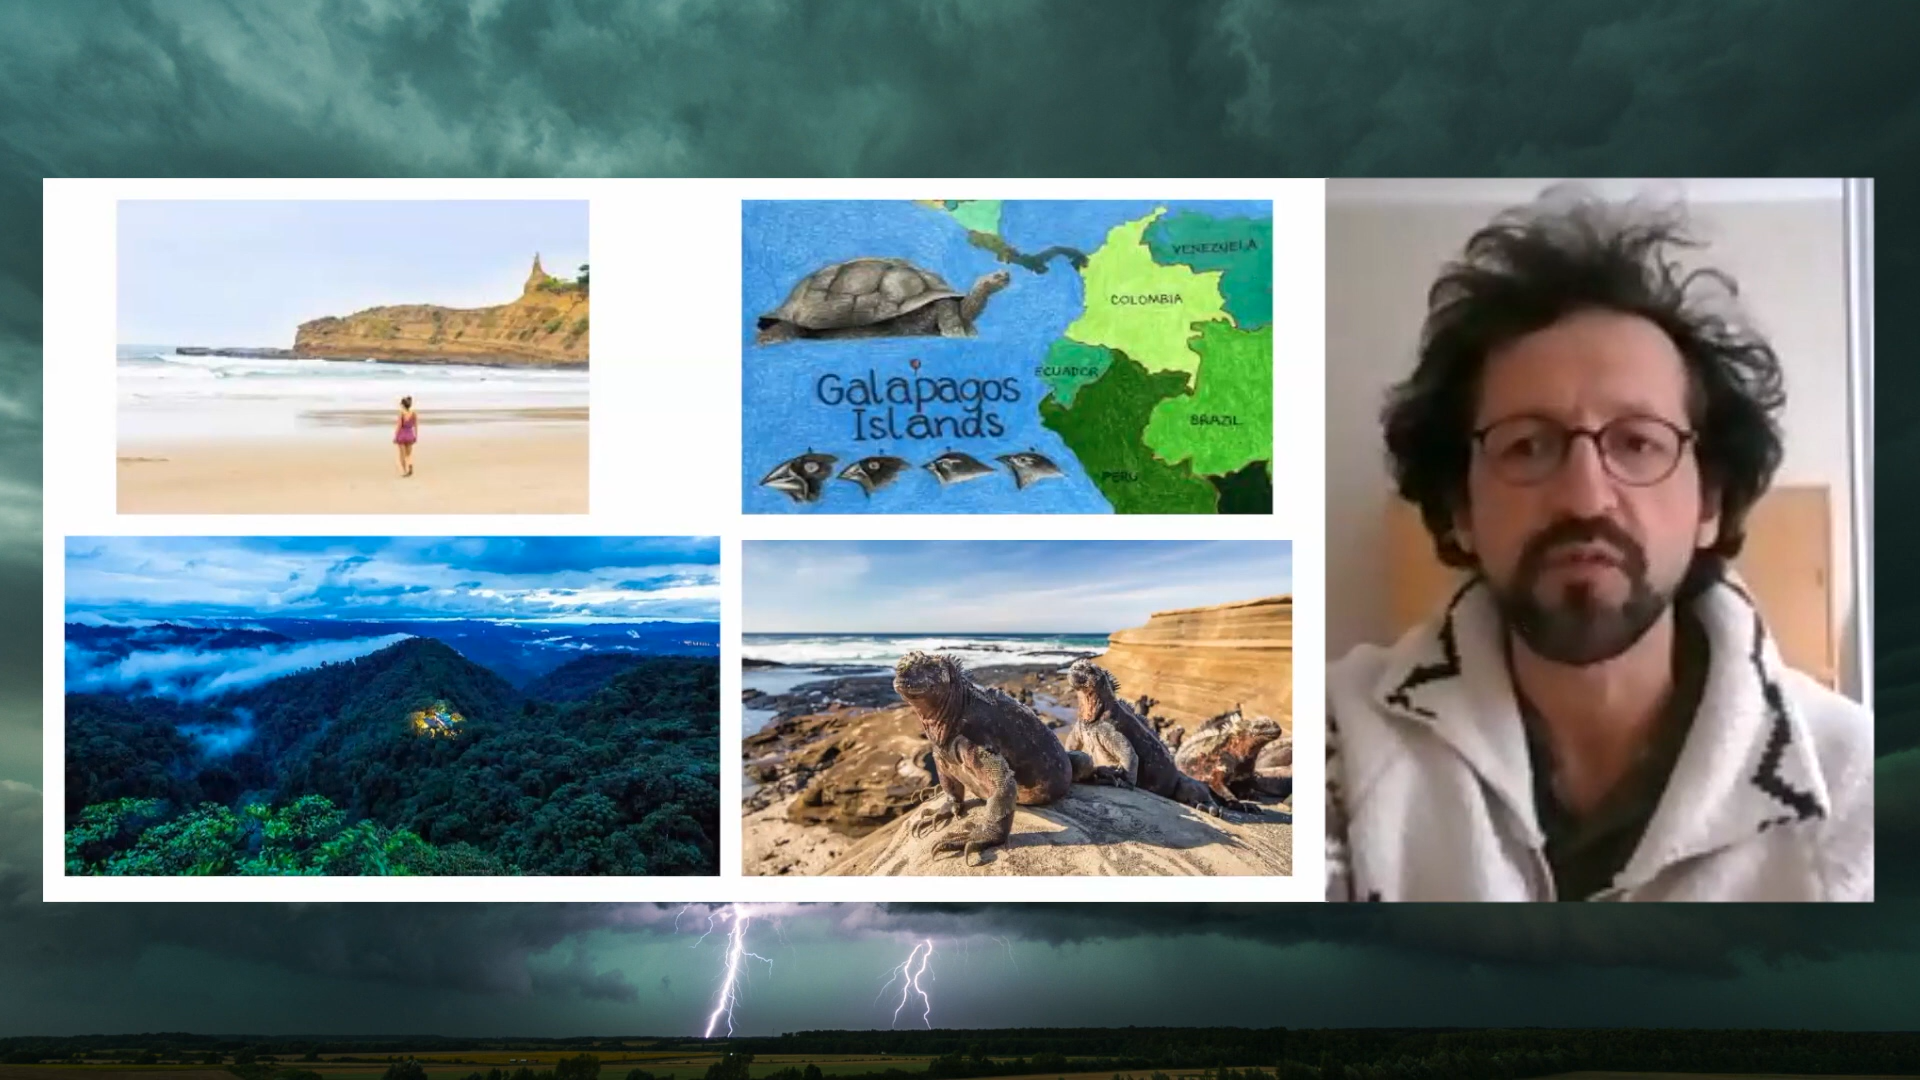 VENEZUELA
COLOMBIA
ECUADOR
Galapagos
Islands
BRAZIL
PERU